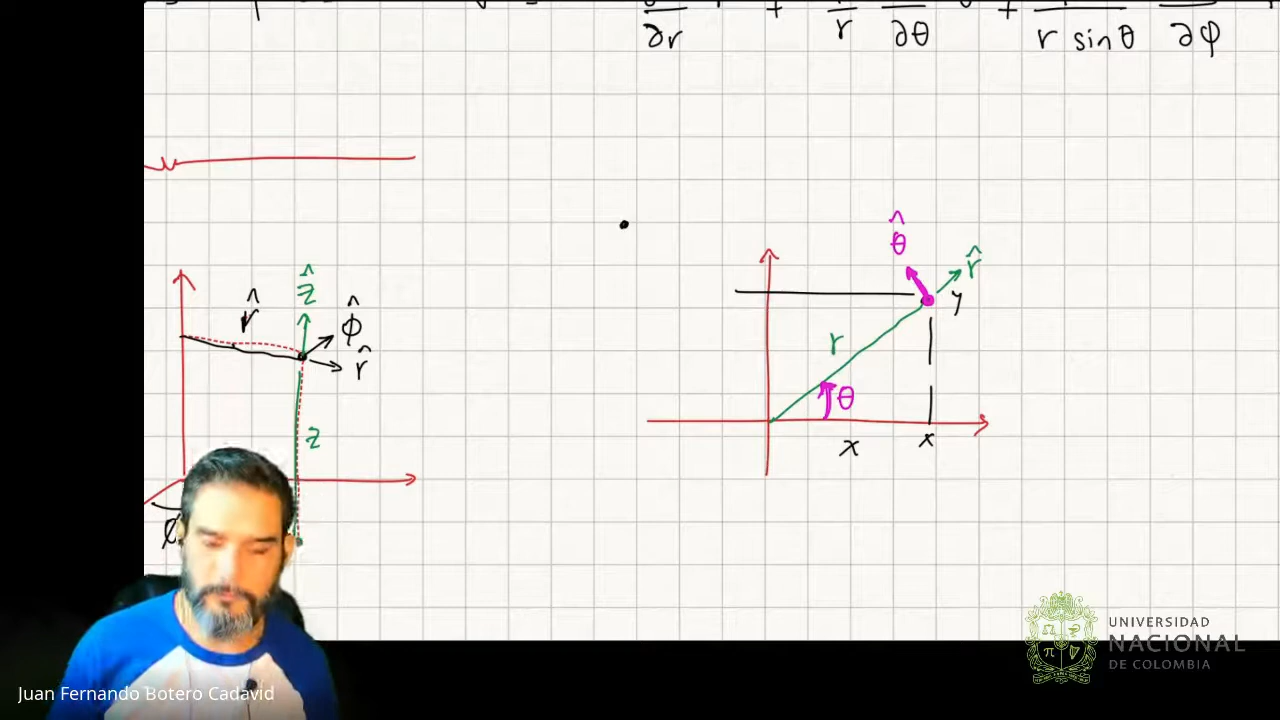 ∂r + r ∂θ + r sinθ ∂φ
θ̂
r̂
ẑ
r̂
φ̂
y
r
r̂
θ
z
x
x
φ
UNIVERSIDAD
NACIONAL
DE COLOMBIA
Juan Fernando Botero Cadavid